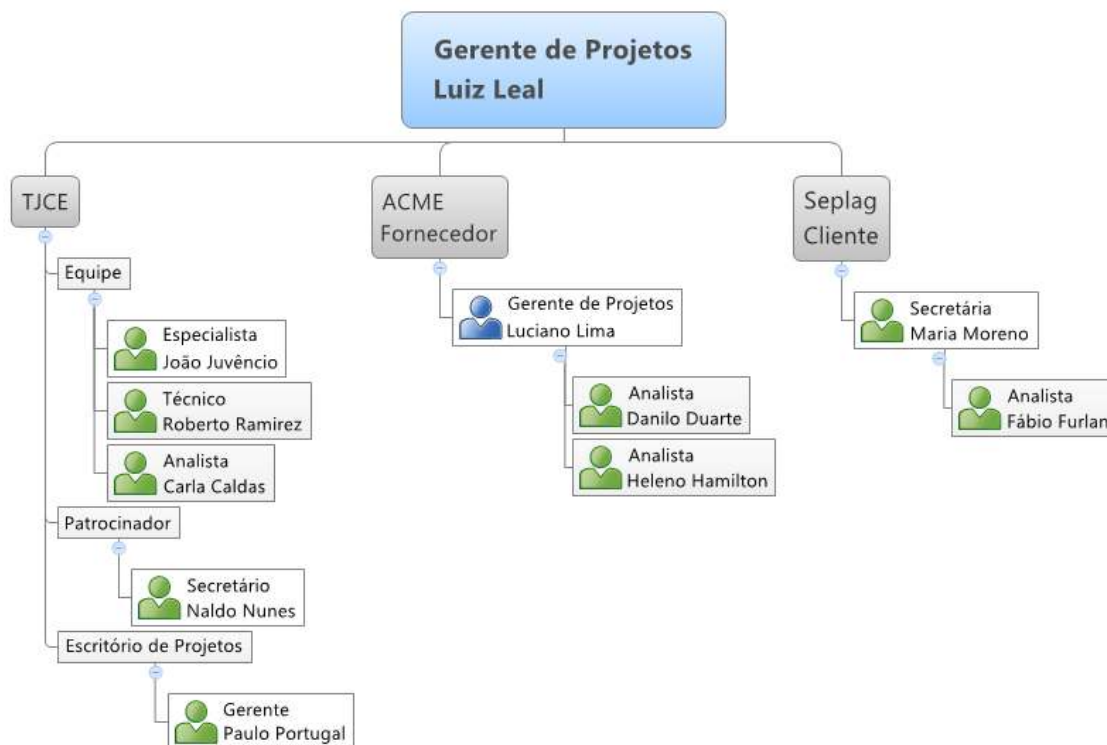 Gerente de Projetos
Luiz Leal
TJCE
Equipe
Especialista
João Juvêncio
Técnico
Roberto Ramirez
Analista
Carla Caldas
Patrocinador
Secretário
Naldo Nunes
Escritório de Projetos
Gerente
Paulo Portugal
ACME
Fornecedor
Gerente de Projetos
Luciano Lima
Analista
Danilo Duarte
Analista
Heleno Hamilton
Seplag
Cliente
Secretária
Maria Moreno
Analista
Fábio Furlan